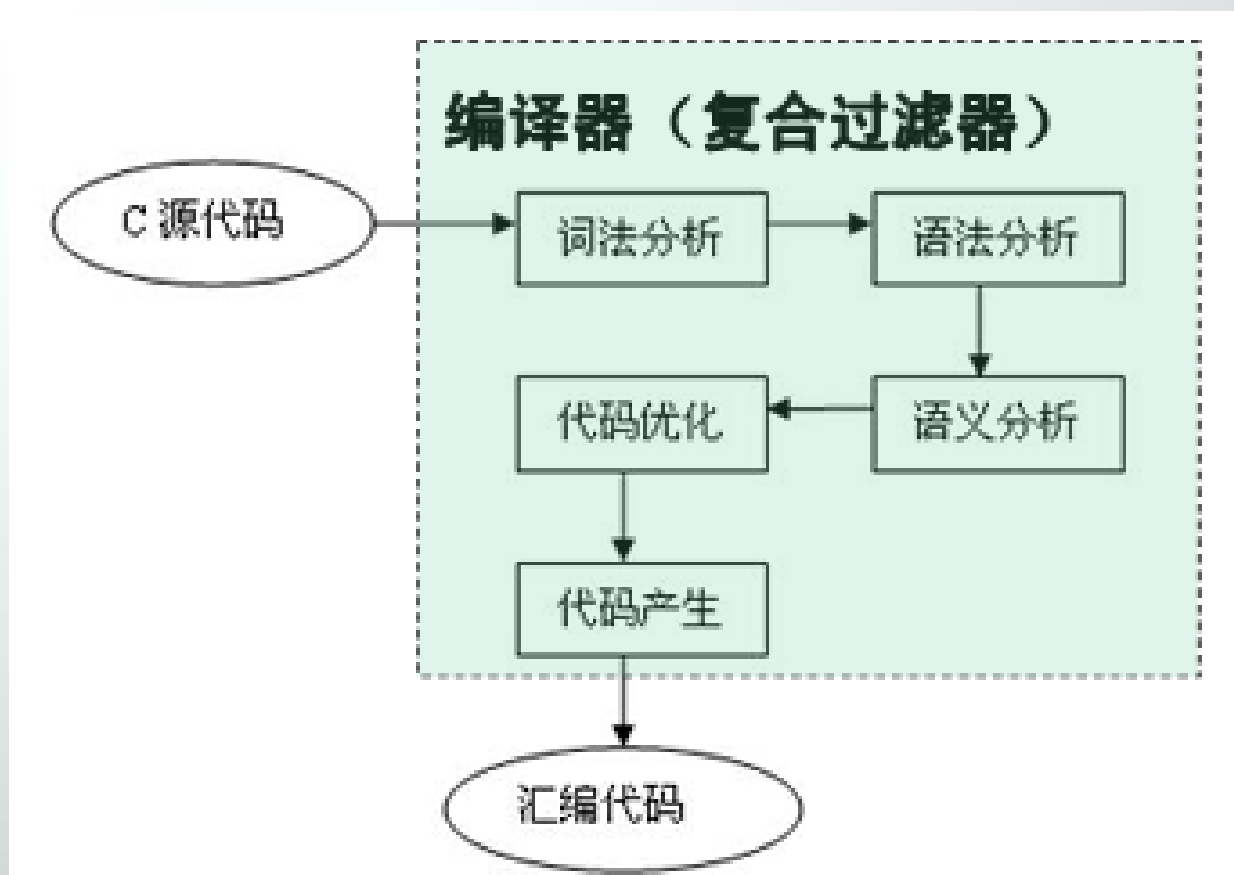 编译器（复合过滤器）
C 源代码
词法分析
语法分析
语义分析
代码优化
代码产生
汇编代码